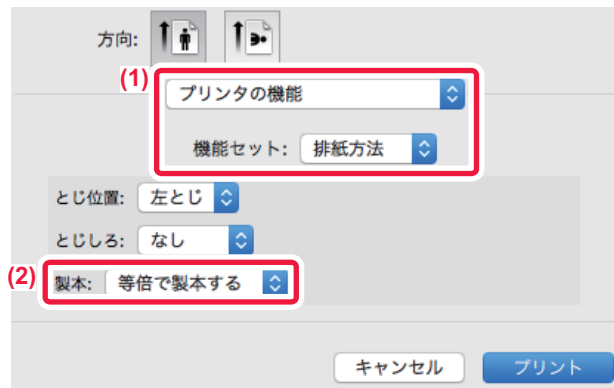 方向:
(1)
プリンタの機能
機能セット: 排紙方法
とじ位置: 左とじ
とじしろ: なし
(2)
製本: 等倍で製本する
キャンセル プリント